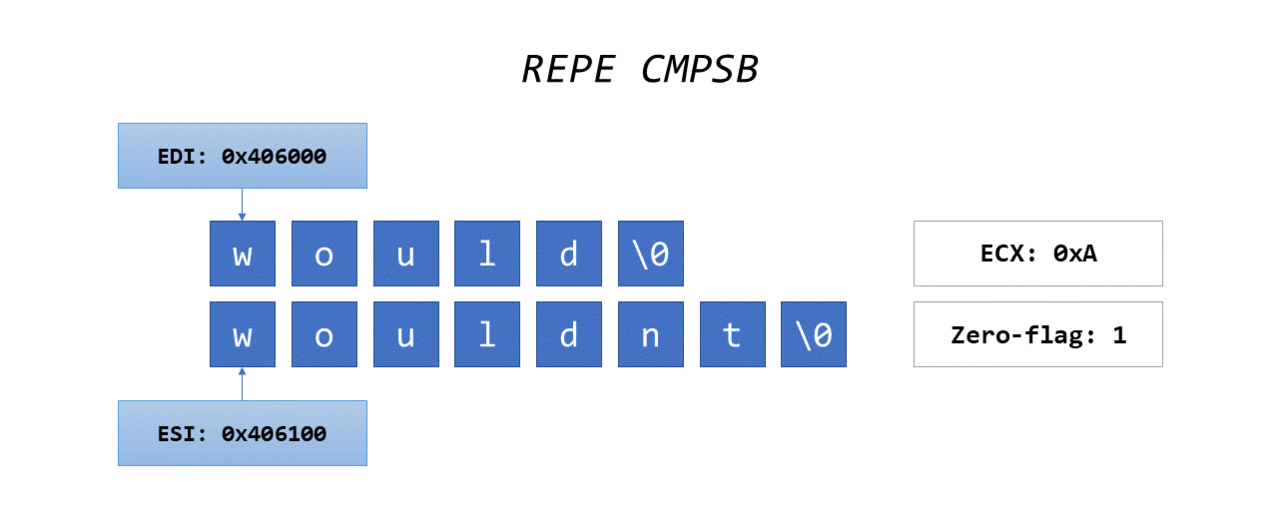 REPE CMPSB
EDI: 0x406000
w o u l d \0
ECX: 0xA
w o u l d n t \0
Zero-flag: 1
ESI: 0x406100